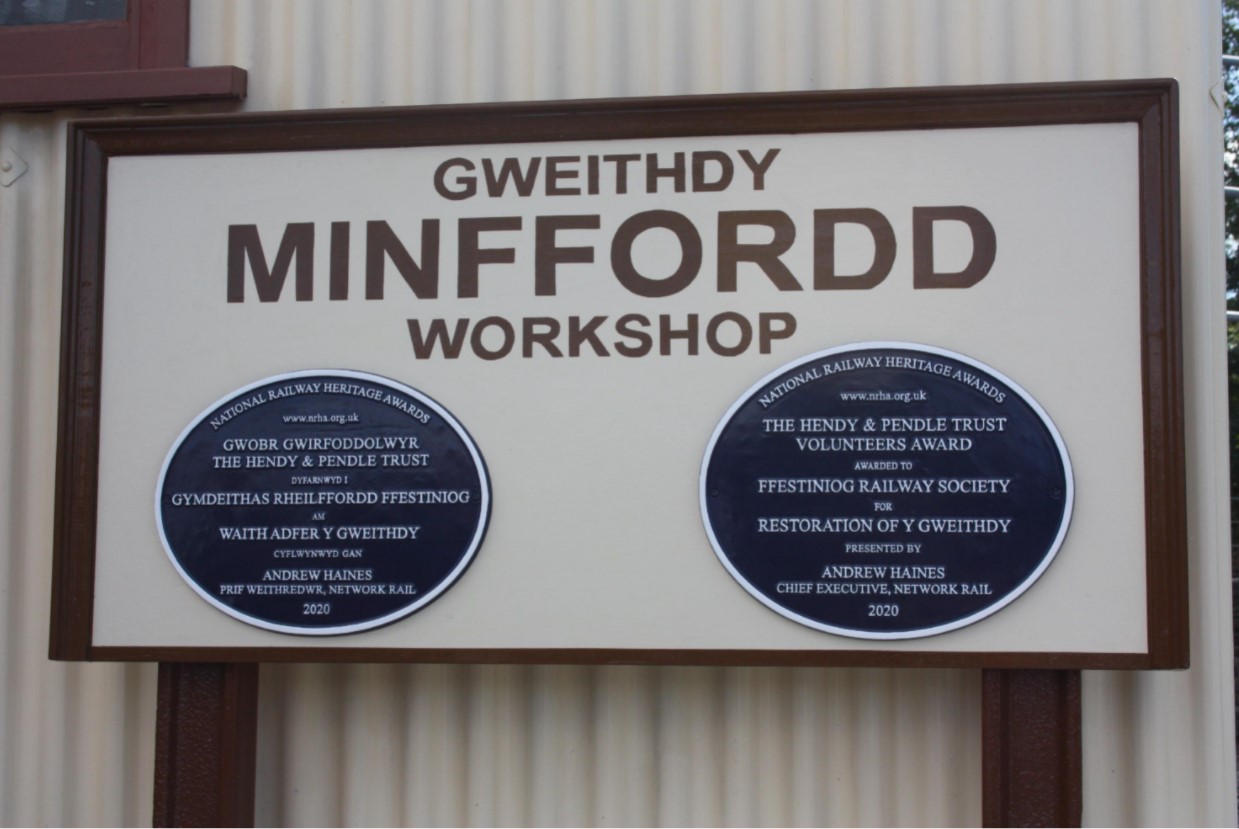 GWEITHDY
MINFFORDD
WORKSHOP
NATIONAL RAILWAY HERITAGE AWARDS
www.nrha.org.uk
GWOBR GWIRFODDOLWYR
THE HENDY & PENDLE TRUST
DYFARNWYD I
GYMDEITHAS RHEILFFORDD FFESTINIOG
AM
WAITH ADFER Y GWEITHDY
CYFLWYNWYD GAN
ANDREW HAINES
PRIF WEITHREDWR, NETWORK RAIL
2020
NATIONAL RAILWAY HERITAGE AWARDS
www.nrha.org.uk
THE HENDY & PENDLE TRUST
VOLUNTEERS AWARD
AWARDED TO
FFESTINIOG RAILWAY SOCIETY
FOR
RESTORATION OF Y GWEITHDY
PRESENTED BY
ANDREW HAINES
CHIEF EXECUTIVE, NETWORK RAIL
2020